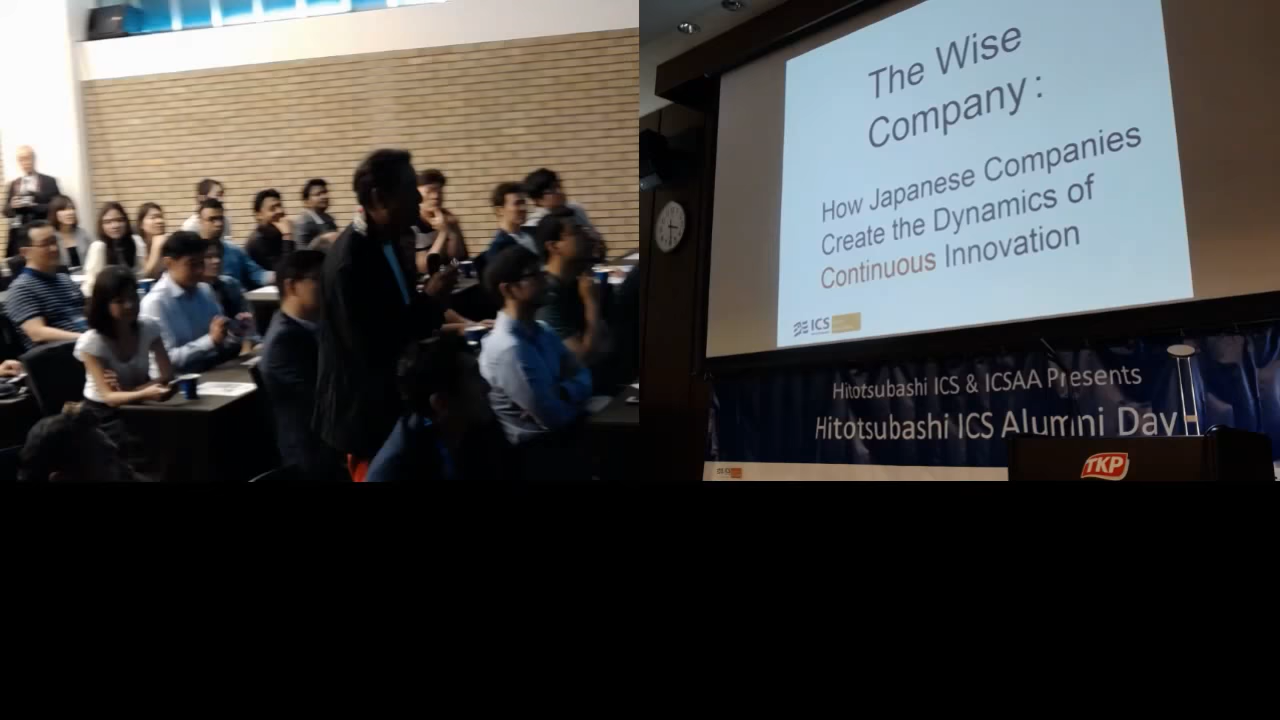 The Wise
Company :
How Japanese Companies
Create the Dynamics of
Continuous Innovation
ICS
Hitotsubashi ICS & ICSAA Presents
Hitotsubashi ICS Alumni Day
TKP